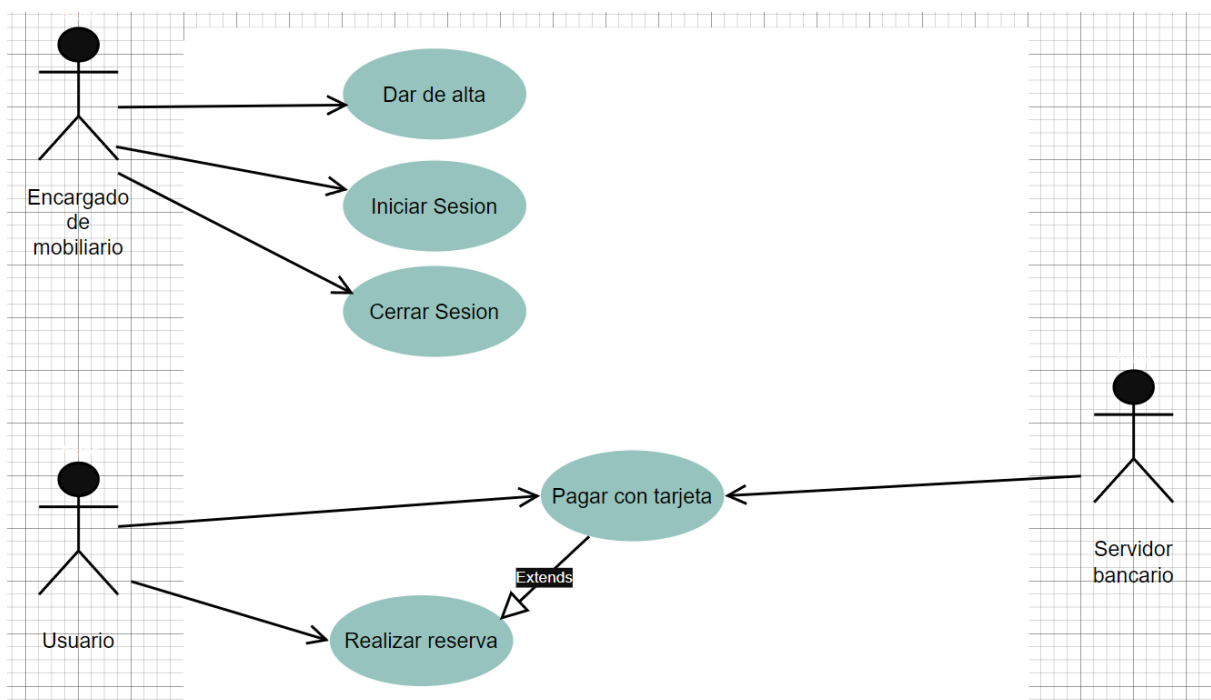 Dar de alta
Encargado
de
mobiliario
Iniciar Sesion
Cerrar Sesion
Pagar con tarjeta
Servidor
bancario
Extends
Usuario
Realizar reserva